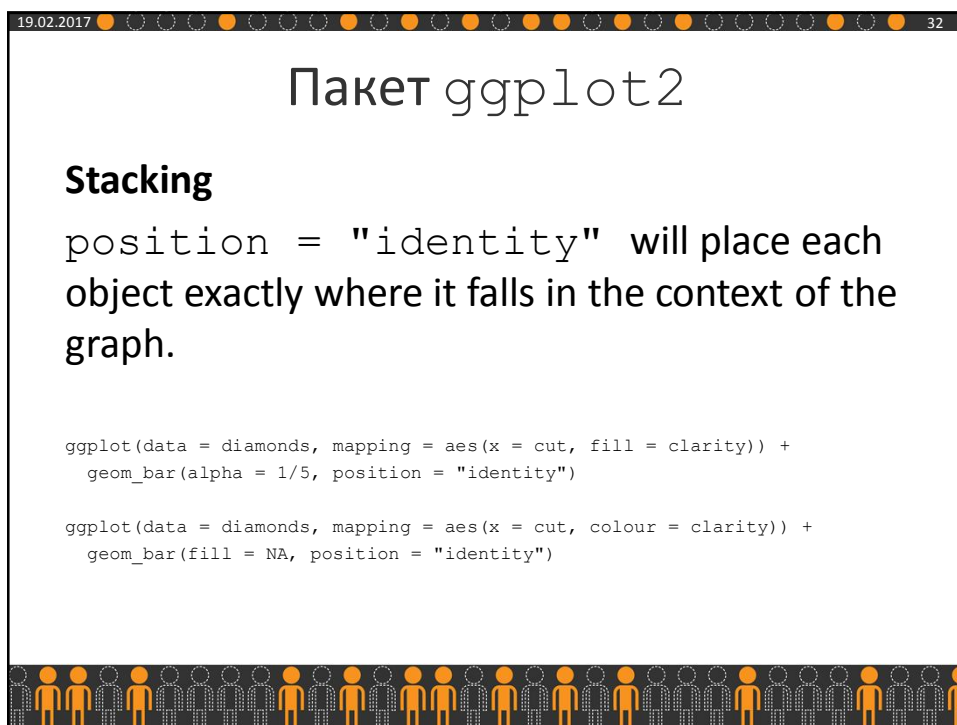 19.02.2017 32
Пакет ggplot2
Stacking
position = "identity" will place each
object exactly where it falls in the context of the
graph.
ggplot(data = diamonds, mapping = aes(x = cut, fill = clarity)) +
  geom_bar(alpha = 1/5, position = "identity")
ggplot(data = diamonds, mapping = aes(x = cut, colour = clarity)) +
  geom_bar(fill = NA, position = "identity")